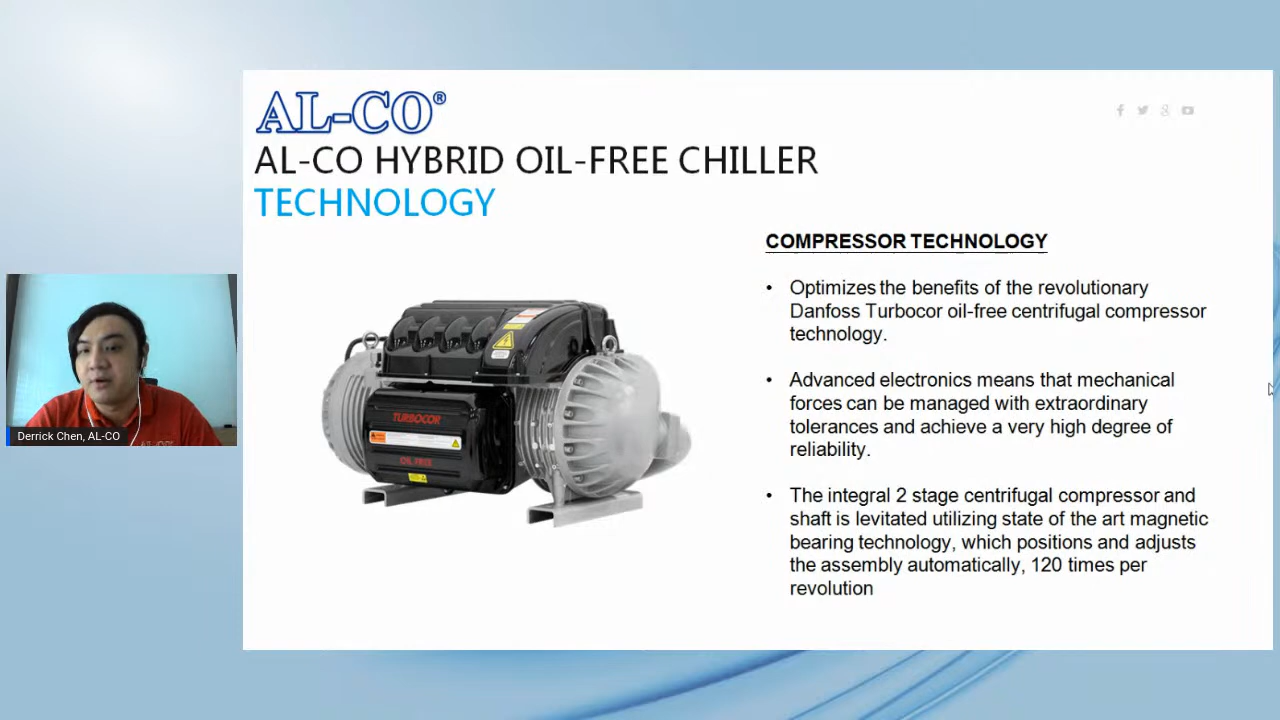 AL-CO®
AL-CO HYBRID OIL-FREE CHILLER
TECHNOLOGY
COMPRESSOR TECHNOLOGY
• Optimizes the benefits of the revolutionary
Danfoss Turbocor oil-free centrifugal compressor
technology.
• Advanced electronics means that mechanical
forces can be managed with extraordinary
tolerances and achieve a very high degree of
reliability.
• The integral 2 stage centrifugal compressor and
shaft is levitated utilizing state of the art magnetic
bearing technology, which positions and adjusts
the assembly automatically, 120 times per
revolution
TURBOCOR
OIL FREE
Derrick Chen, AL-CO